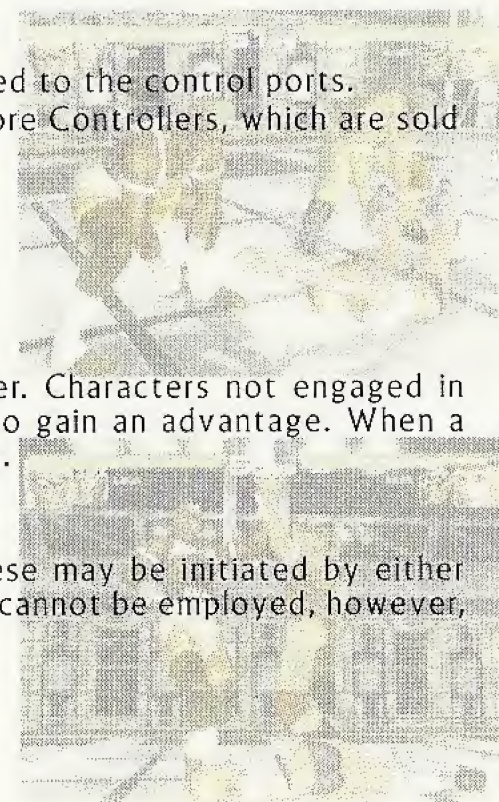 ed to the control ports.
ore Controllers, which are sold
er. Characters not engaged in
o gain an advantage. When a
.
ese may be initiated by either
cannot be employed, however,